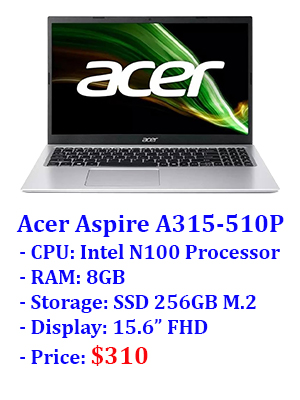 acer
acer
Acer Aspire A315-510P
- CPU: Intel N100 Processor
- RAM: 8GB
- Storage: SSD 256GB M.2
- Display: 15.6” FHD
- Price: $310